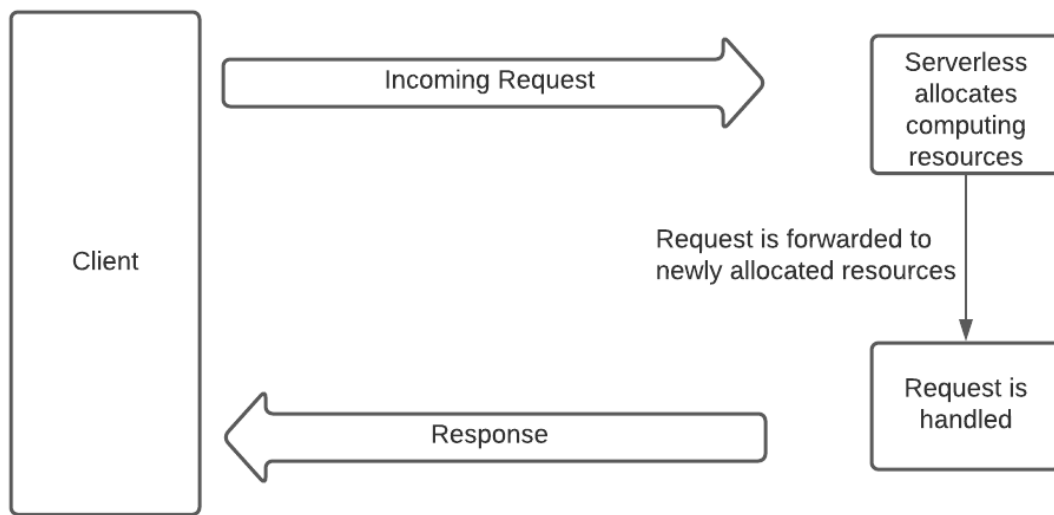 Incoming Request
Serverless
allocates
computing
resources
Client
Request is forwarded to
newly allocated resources
Request is
handled
Response